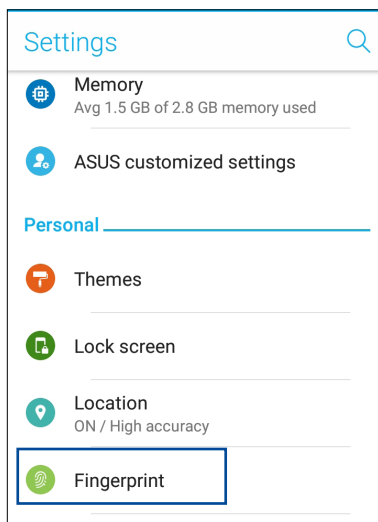 Settings
Memory
Avg 1.5 GB of 2.8 GB memory used
ASUS customized settings
Personal
Themes
Lock screen
Location
ON / High accuracy
Fingerprint